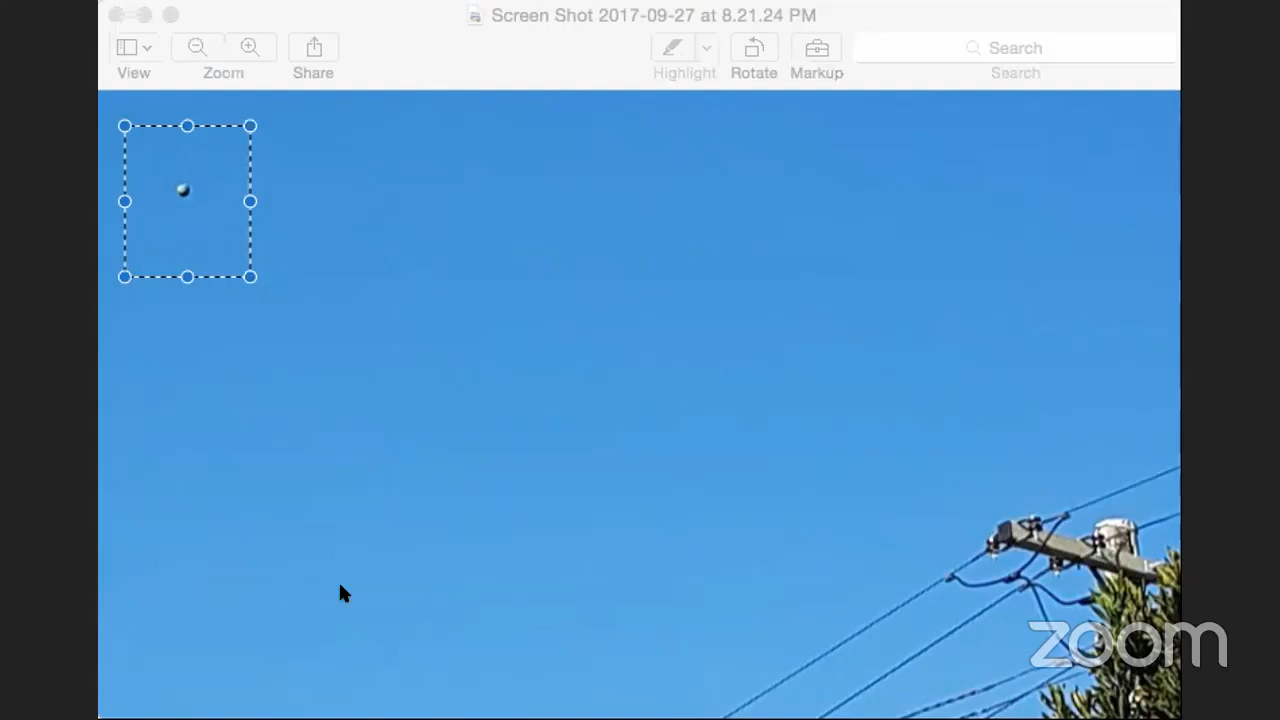 Screen Shot 2017-09-27 at 8.21.24 PM
Search
View
Zoom
Share
Highlight
Rotate
Markup
Search
zoom